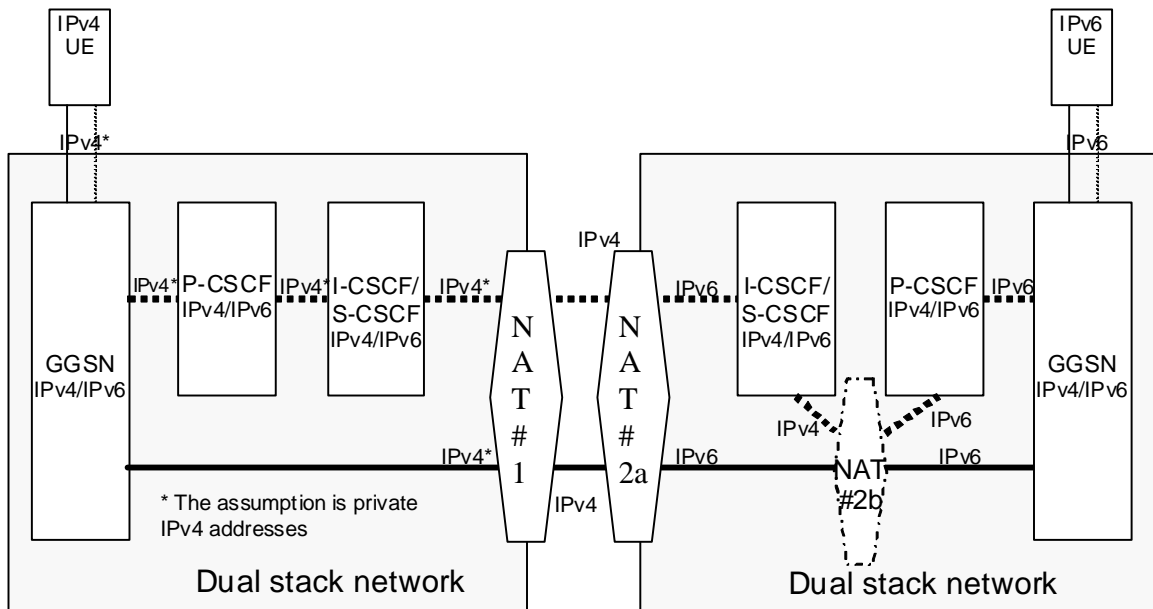 IPv4
UE
IPv6
UE
IPv4*
IPv6
IPv4
IPv4*
P-CSCF
IPv4/IPv6
IPv4*
I-CSCF/
S-CSCF
IPv4/IPv6
IPv4*
N
A
T
#
1
N
A
T
#
2a
IPv6
I-CSCF/
S-CSCF
IPv4/IPv6
P-CSCF
IPv4/IPv6
IPv6
GGSN
IPv4/IPv6
GGSN
IPv4/IPv6
IPv4
IPv6
IPv4*
IPv6
NAT
#2b
IPv6
IPv4
* The assumption is private
IPv4 addresses
Dual stack network
Dual stack network